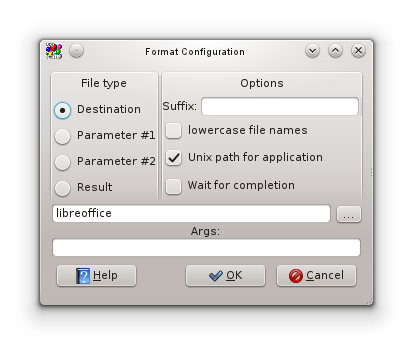 Format Configuration
File type
Options
Destination
Parameter #1
Parameter #2
Result
Suffix:
lowercase file names
Unix path for application
Wait for completion
libreoffice
...
Args:
Help
OK
Cancel